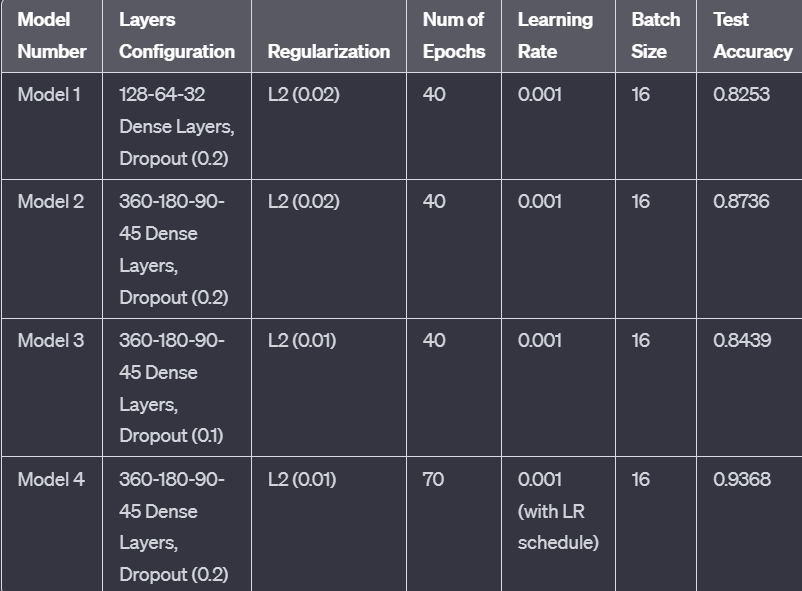 Model Number | Layers Configuration | Regularization | Num of Epochs | Learning Rate | Batch Size | Test Accuracy
Model 1 | 128-64-32 Dense Layers, Dropout (0.2) | L2 (0.02) | 40 | 0.001 | 16 | 0.8253
Model 2 | 360-180-90-45 Dense Layers, Dropout (0.2) | L2 (0.02) | 40 | 0.001 | 16 | 0.8736
Model 3 | 360-180-90-45 Dense Layers, Dropout (0.1) | L2 (0.01) | 40 | 0.001 | 16 | 0.8439
Model 4 | 360-180-90-45 Dense Layers, Dropout (0.2) | L2 (0.01) | 70 | 0.001 (with LR schedule) | 16 | 0.9368